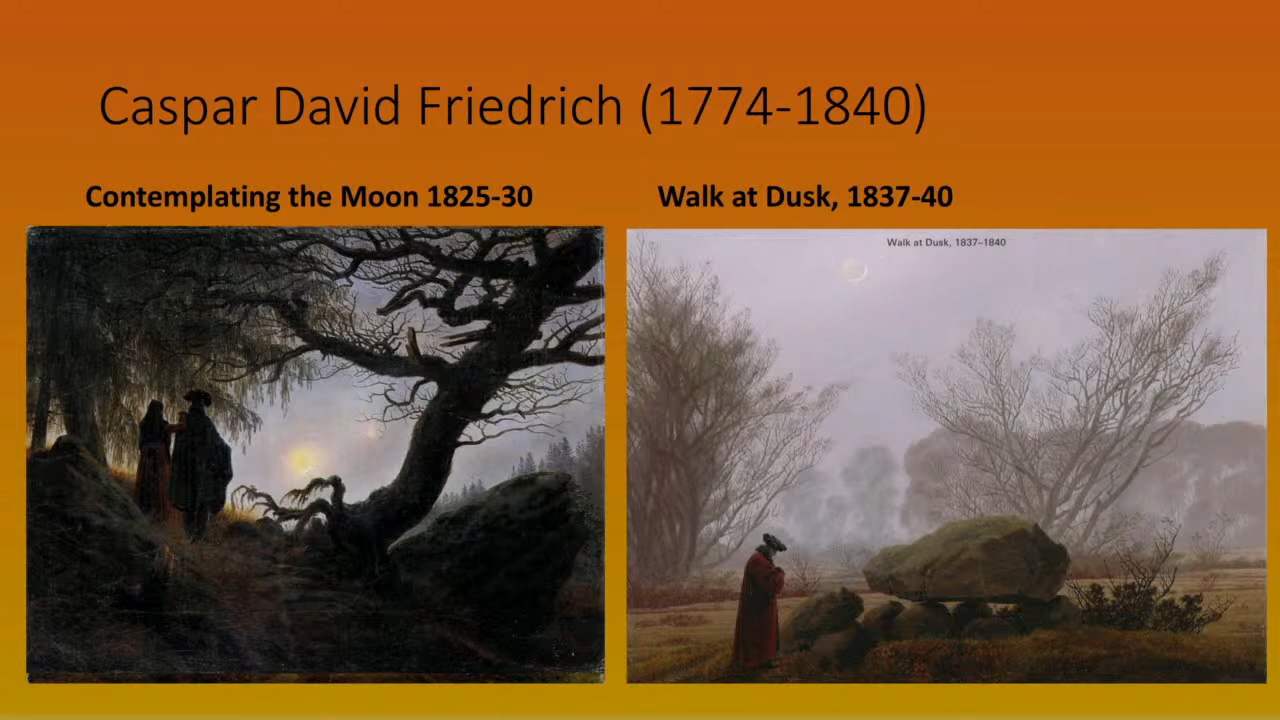 Caspar David Friedrich (1774-1840)
Contemplating the Moon 1825-30
Walk at Dusk, 1837-40
Walk at Dusk, 1837–1840